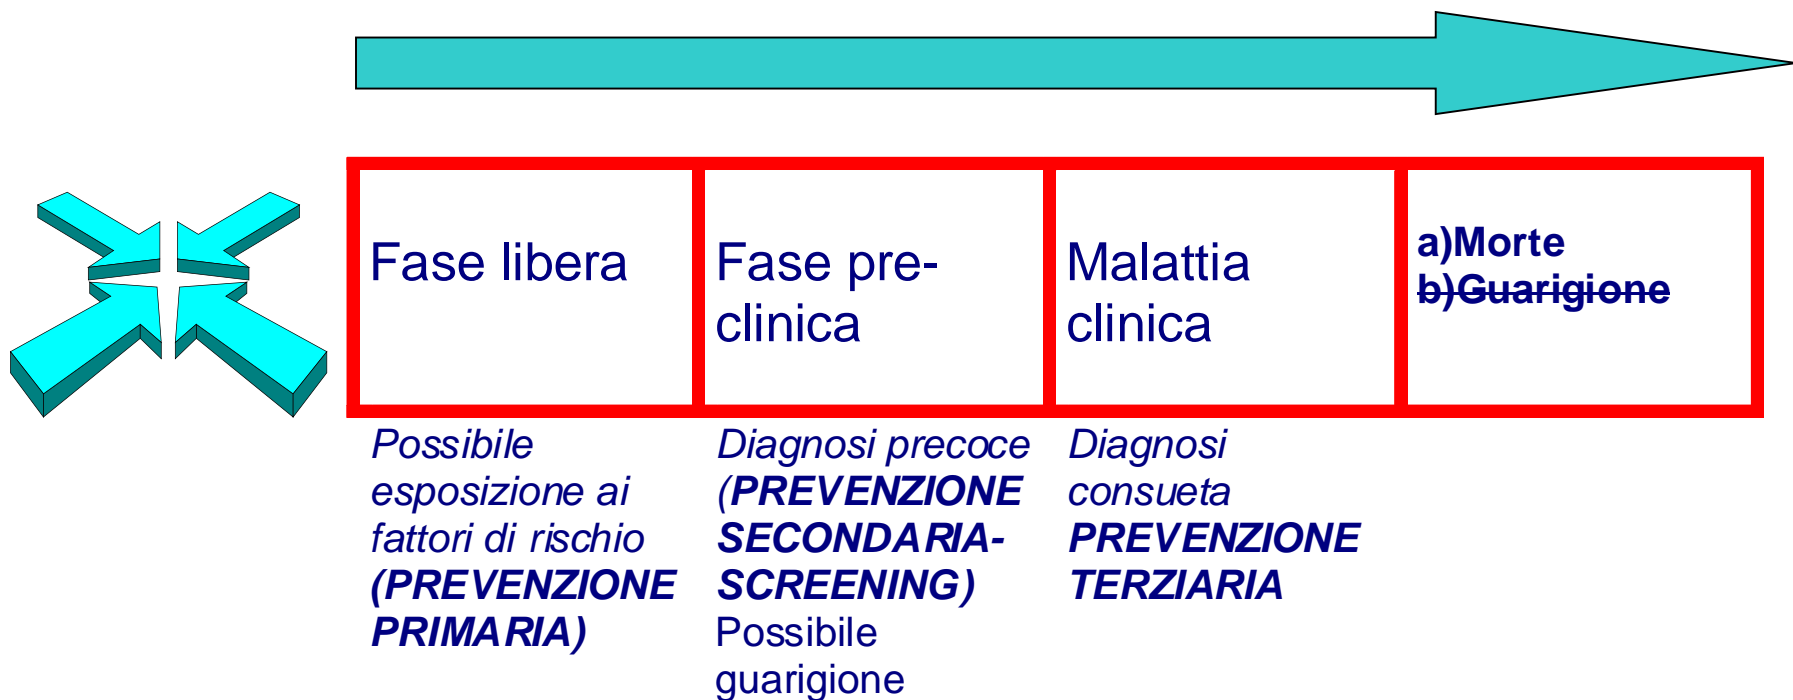 Fase libera
Fase pre-
clinica
Malattia
clinica
a)Morte
b)Guarigione
Possibile
esposizione ai
fattori di rischio
(PREVENZIONE
PRIMARIA)
Diagnosi precoce
(PREVENZIONE
SECONDARIA-
SCREENING)
Possibile
guarigione
Diagnosi
consueta
PREVENZIONE
TERZIARIA